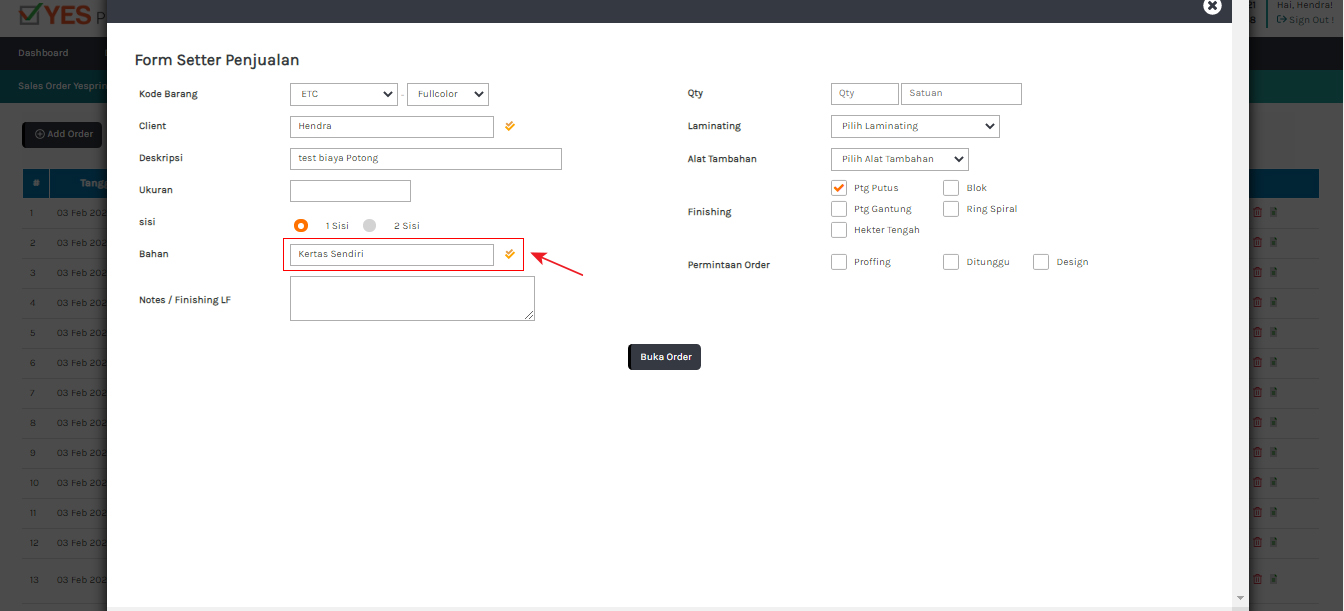 YES P
21
Hai, Hendra!
8
Sign Out !
Dashboard
Sales Order Yesprin
Add Order
# Tangg
1 03 Feb 202
2 03 Feb 202
3 03 Feb 202
4 03 Feb 202
5 03 Feb 202
6 03 Feb 202
7 03 Feb 202
8 03 Feb 202
9 03 Feb 202
10 03 Feb 202
11 03 Feb 202
12 03 Feb 202
13 03 Feb 202
Form Setter Penjualan
Kode Barang ETC - Fullcolor
Client Hendra
Deskripsi test biaya Potong
Ukuran
sisi 1 Sisi 2 Sisi
Bahan Kertas Sendiri
Notes / Finishing LF
Qty Qty Satuan
Laminating Pilih Laminating
Alat Tambahan Pilih Alat Tambahan
Finishing
Ptg Putus Blok
Ptg Gantung Ring Spiral
Hekter Tengah
Permintaan Order Proffing Ditunggu Design
Buka Order